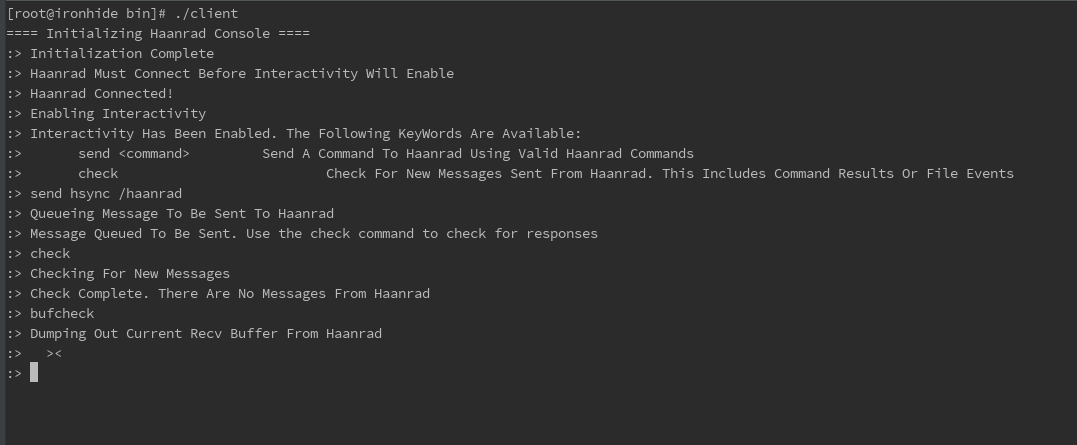 [root@ironhide bin]# ./client
==== Initializing Haanrad Console ====
:> Initialization Complete
:> Haanrad Must Connect Before Interactivity Will Enable
:> Haanrad Connected!
:> Enabling Interactivity
:> Interactivity Has Been Enabled. The Following KeyWords Are Available:
:>       send <command>         Send A Command To Haanrad Using Valid Haanrad Commands
:>       check                          Check For New Messages Sent From Haanrad. This Includes Command Results Or File Events
:> send hsync /haanrad
:> Queueing Message To Be Sent To Haanrad
:> Message Queued To Be Sent. Use the check command to check for responses
:> check
:> Checking For New Messages
:> Check Complete. There Are No Messages From Haanrad
:> bufcheck
:> Dumping Out Current Recv Buffer From Haanrad
:>   ><
:>